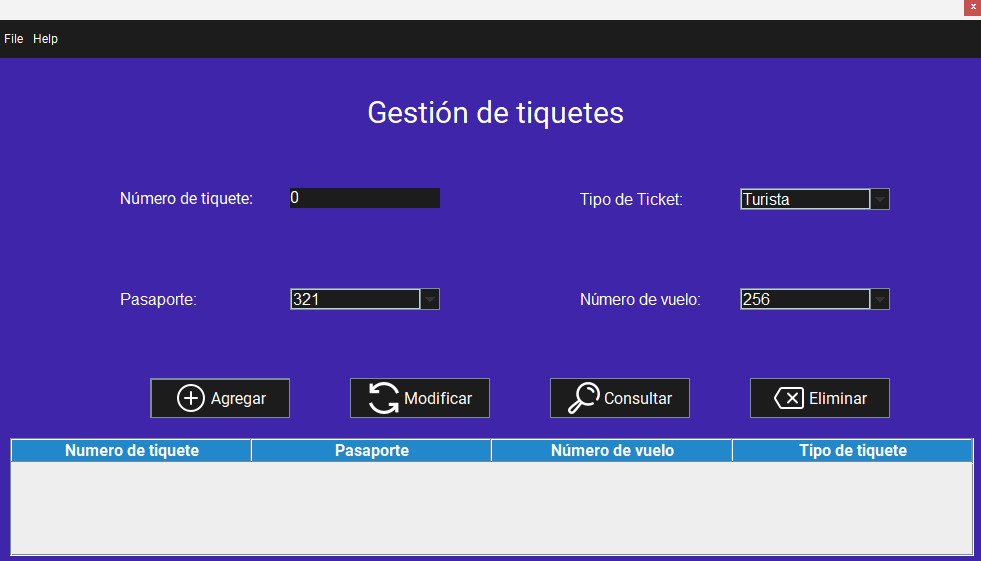 x
File Help
Gestión de tiquetes
Número de tiquete: 0 Tipo de Ticket: Turista
Pasaporte: 321 Número de vuelo: 256
Agregar Modificar Consultar Eliminar
Numero de tiquete Pasaporte Número de vuelo Tipo de tiquete